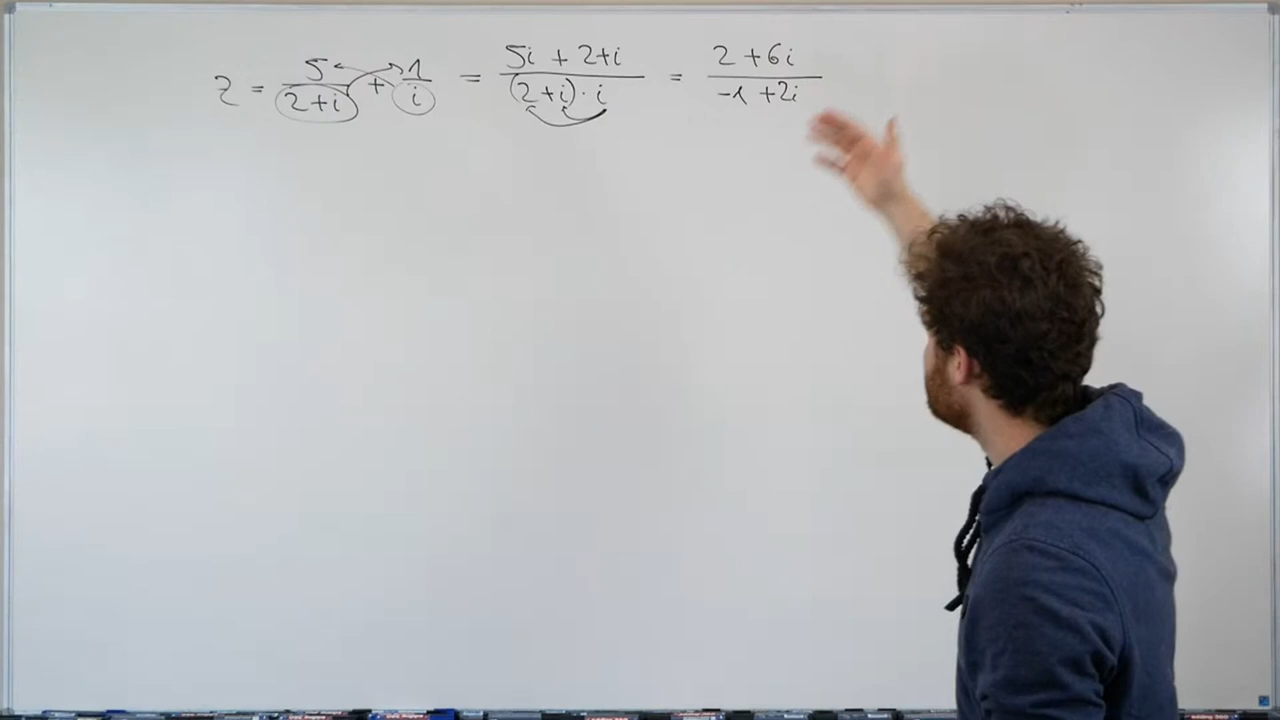 z = 5/(2+i) + 1/i = (5i + 2+i)/((2+i)·i) = (2+6i)/(-1+2i)